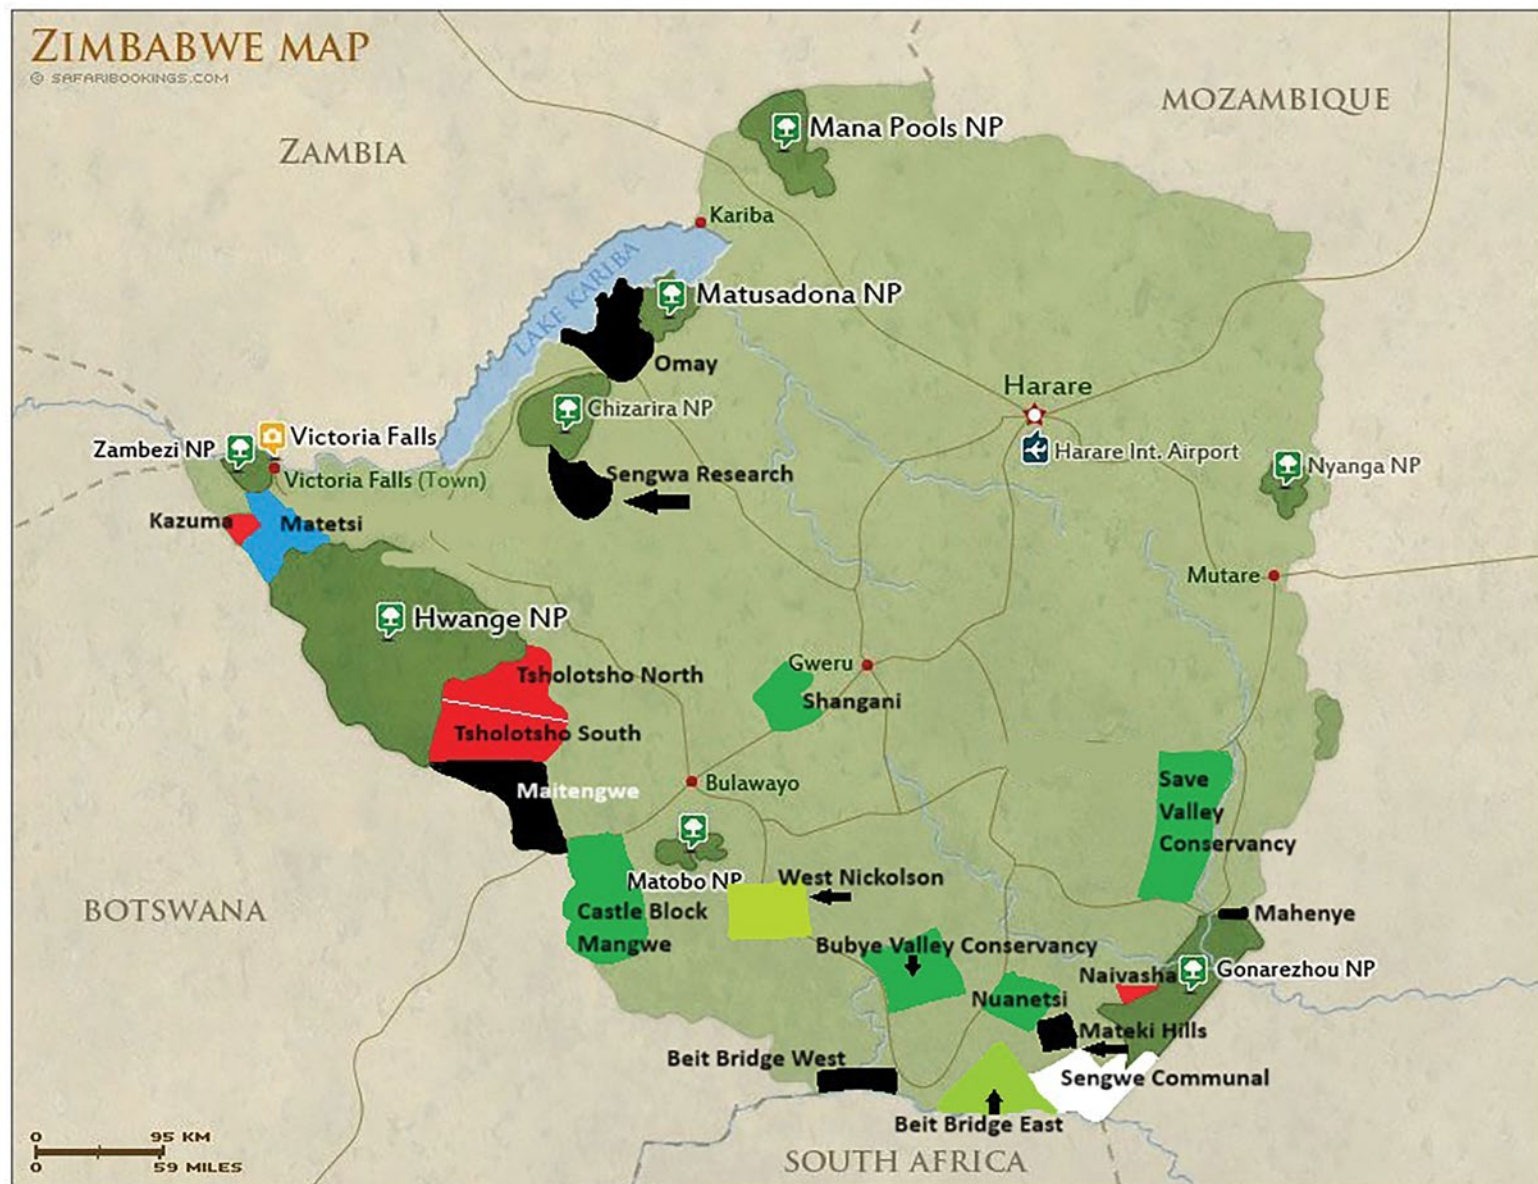 ZIMBABWE MAP
© SAFARIBOOKINGS.COM
MOZAMBIQUE
ZAMBIA
Mana Pools NP
Kariba
LAKE KARIBA
Matusadona NP
Omay
Harare
Chizarira NP
Zambezi NP
Victoria Falls
Harare Int. Airport
Nyanga NP
Victoria Falls (Town)
Sengwa Research
Kazuma
Matetsi
Mutare
Hwange NP
Gweru
Tsholotsho North
Shangani
Tsholotsho South
Save
Valley
Conservancy
Bulawayo
Maitengwe
Matobo NP
West Nickolson
BOTSWANA
Castle Block
Mangwe
Mahenye
Bubye Valley Conservancy
Naivasha
Gonarezhou NP
Nuanetsi
Mateki Hills
Beit Bridge West
Sengwe Communal
Beit Bridge East
SOUTH AFRICA
0 95 KM
0 59 MILES